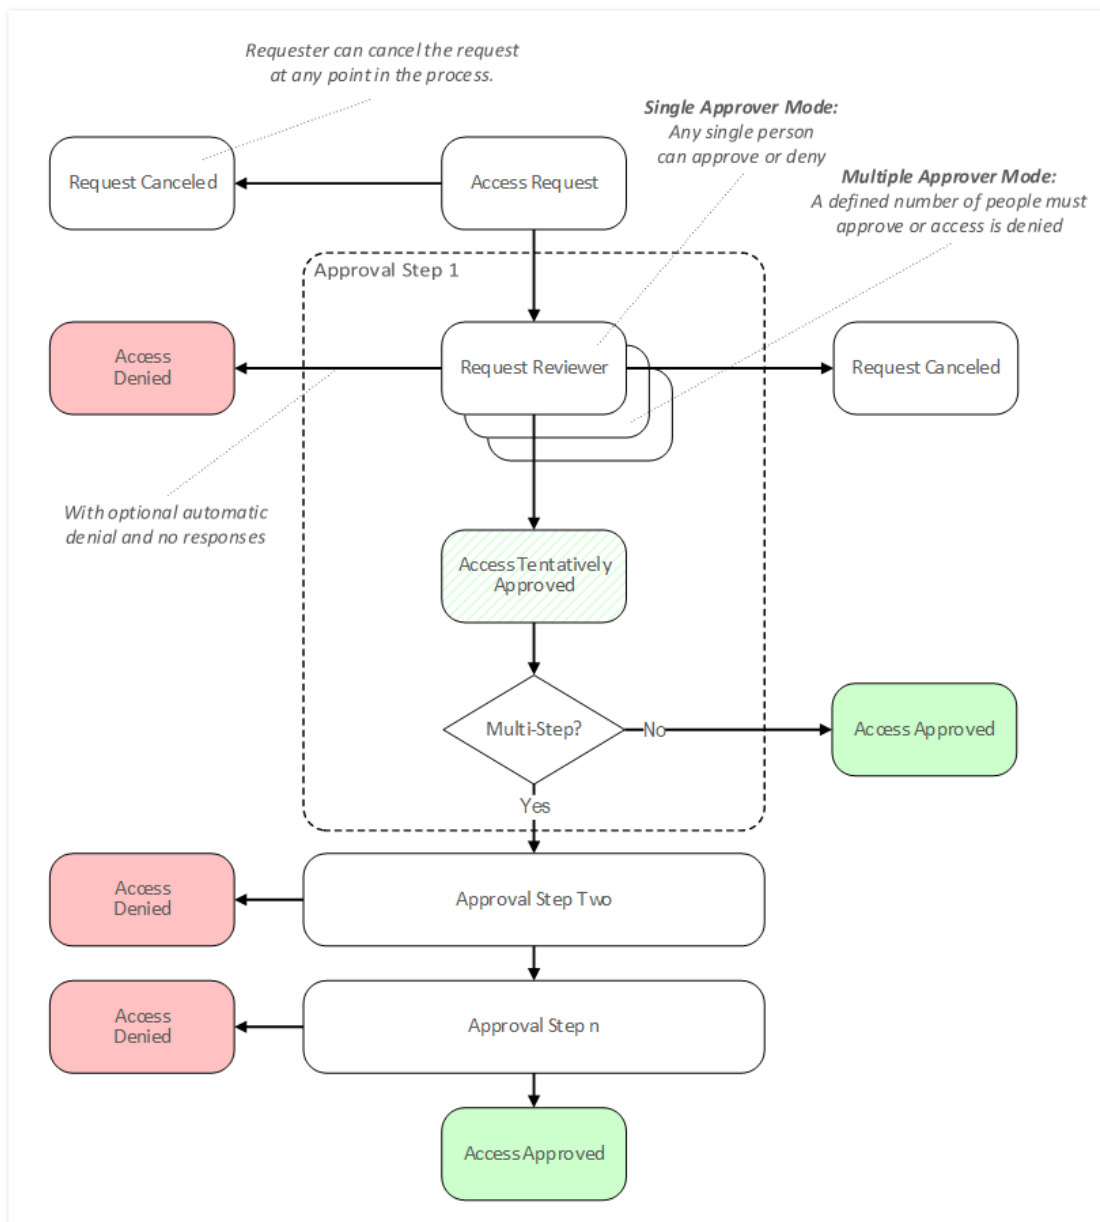 Requester can cancel the request
at any point in the process.
Single Approver Mode:
Any single person
can approve or deny
Multiple Approver Mode:
A defined number of people must
approve or access is denied
Request Canceled
Access Request
Approval Step 1
Access
Denied
Request Reviewer
Request Canceled
With optional automatic
denial and no responses
Access Tentatively
Approved
Multi-Step?
No
Access Approved
Yes
Access
Denied
Approval Step Two
Access
Denied
Approval Step n
Access Approved